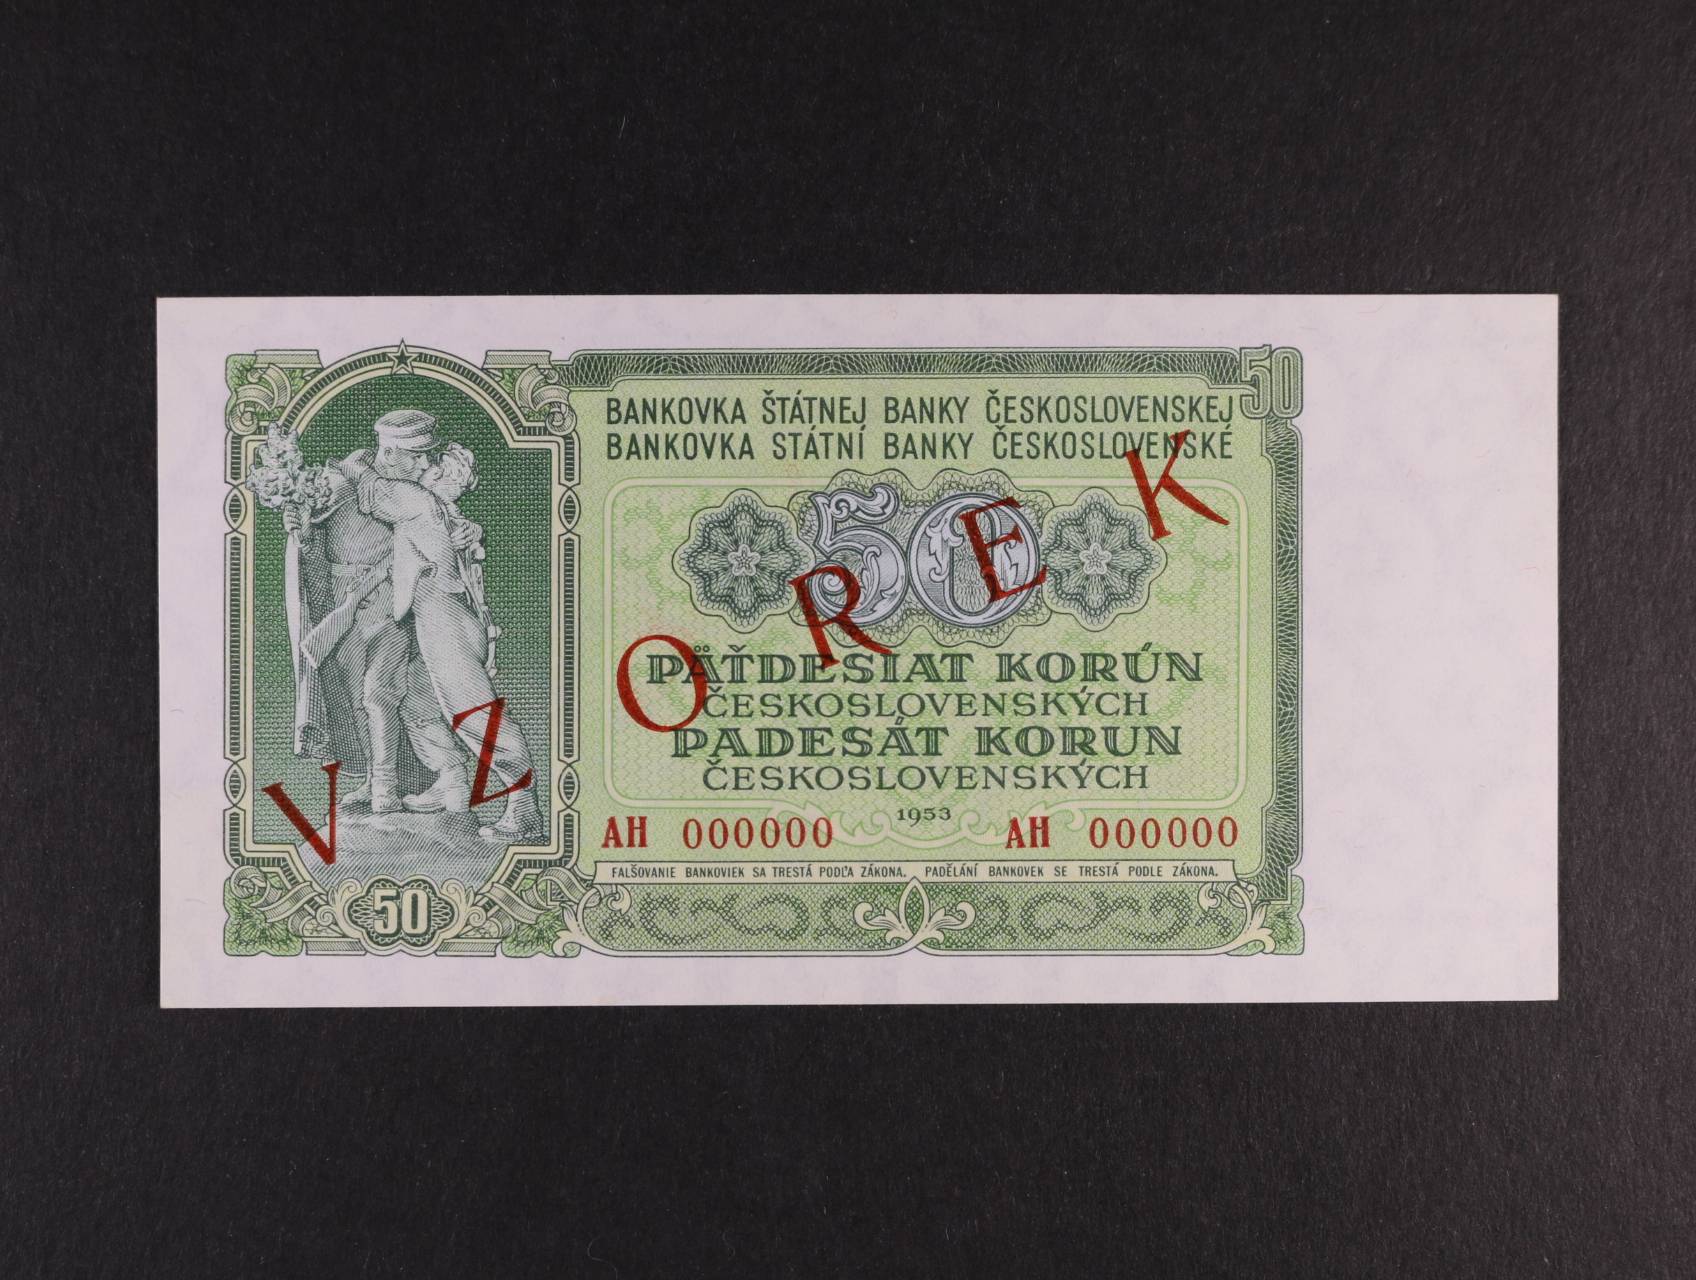 50
BANKOVKA ŠTÁTNEJ BANKY ČESKOSLOVENSKEJ
BANKOVKA STÁTNÍ BANKY ČESKOSLOVENSKÉ
50
VZOREK
PÄŤDESIAT KORÚN
ČESKOSLOVENSKÝCH
PADESÁT KORUN
ČESKOSLOVENSKÝCH
1953
AH 000000 AH 000000
FALŠOVANIE BANKOVIEK SA TRESTÁ PODĽA ZÁKONA. PADĚLÁNÍ BANKOVEK SE TRESTÁ PODLE ZÁKONA.
50